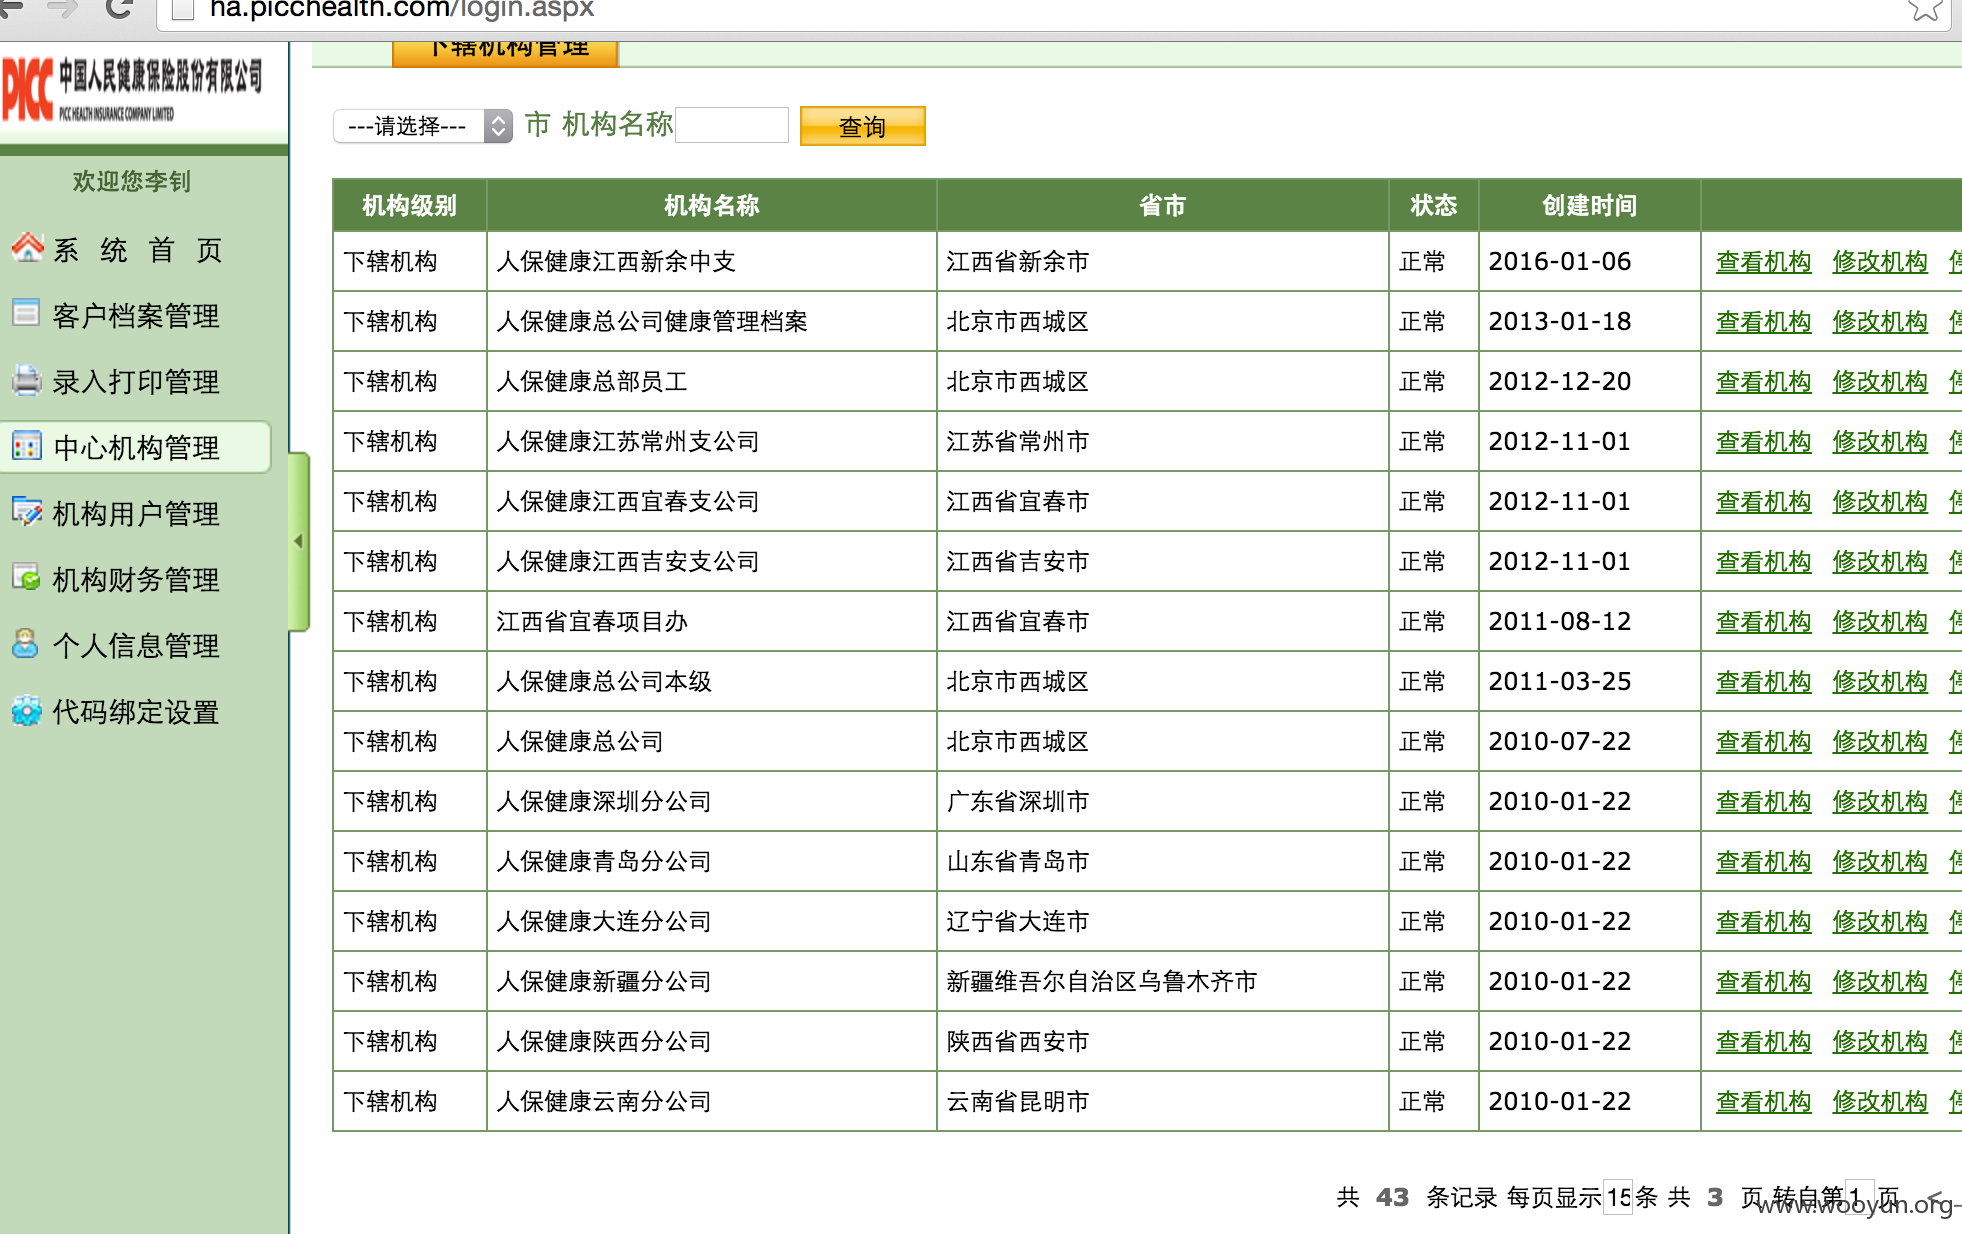 ha.picchealth.com/login.aspx
下辖机构管理
PICC 中国人民健康保险股份有限公司
PICC HEALTH INSURANCE COMPANY LIMITED
欢迎您李钊
系 统 首 页
客户档案管理
录入打印管理
中心机构管理
机构用户管理
机构财务管理
个人信息管理
代码绑定设置
---请选择--- 市 机构名称 查询
机构级别 机构名称 省市 状态 创建时间
下辖机构 人保健康江西新余中支 江西省新余市 正常 2016-01-06 查看机构 修改机构
下辖机构 人保健康总公司健康管理档案 北京市西城区 正常 2013-01-18 查看机构 修改机构
下辖机构 人保健康总部员工 北京市西城区 正常 2012-12-20 查看机构 修改机构
下辖机构 人保健康江苏常州支公司 江苏省常州市 正常 2012-11-01 查看机构 修改机构
下辖机构 人保健康江西宜春支公司 江西省宜春市 正常 2012-11-01 查看机构 修改机构
下辖机构 人保健康江西吉安支公司 江西省吉安市 正常 2012-11-01 查看机构 修改机构
下辖机构 江西省宜春项目办 江西省宜春市 正常 2011-08-12 查看机构 修改机构
下辖机构 人保健康总公司本级 北京市西城区 正常 2011-03-25 查看机构 修改机构
下辖机构 人保健康总公司 北京市西城区 正常 2010-07-22 查看机构 修改机构
下辖机构 人保健康深圳分公司 广东省深圳市 正常 2010-01-22 查看机构 修改机构
下辖机构 人保健康青岛分公司 山东省青岛市 正常 2010-01-22 查看机构 修改机构
下辖机构 人保健康大连分公司 辽宁省大连市 正常 2010-01-22 查看机构 修改机构
下辖机构 人保健康新疆分公司 新疆维吾尔自治区乌鲁木齐市 正常 2010-01-22 查看机构 修改机构
下辖机构 人保健康陕西分公司 陕西省西安市 正常 2010-01-22 查看机构 修改机构
下辖机构 人保健康云南分公司 云南省昆明市 正常 2010-01-22 查看机构 修改机构
共 43 条记录 每页显示 15 条 共 3 页 转自第 1 页 <
www.wooyun.org